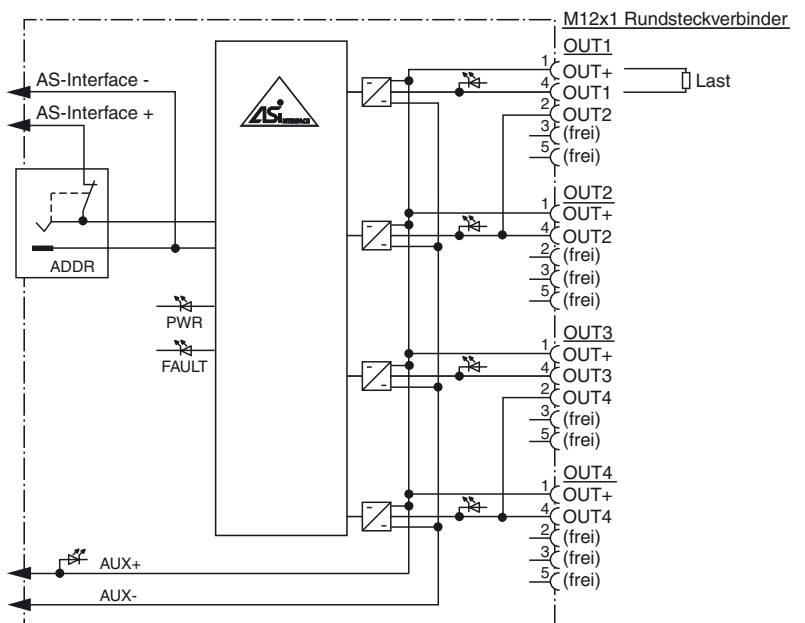 M12x1 Rundsteckverbinder
OUT1
1 OUT+
4 OUT1
2 OUT2
3 (frei)
5 (frei)
Last
AS-Interface -
AS-Interface +
ASi INTERFACE
ADDR
OUT2
1 OUT+
4 OUT2
2 (frei)
3 (frei)
5 (frei)
PWR
FAULT
OUT3
1 OUT+
4 OUT3
2 OUT4
3 (frei)
5 (frei)
OUT4
1 OUT+
4 OUT4
2 (frei)
3 (frei)
5 (frei)
AUX+
AUX-